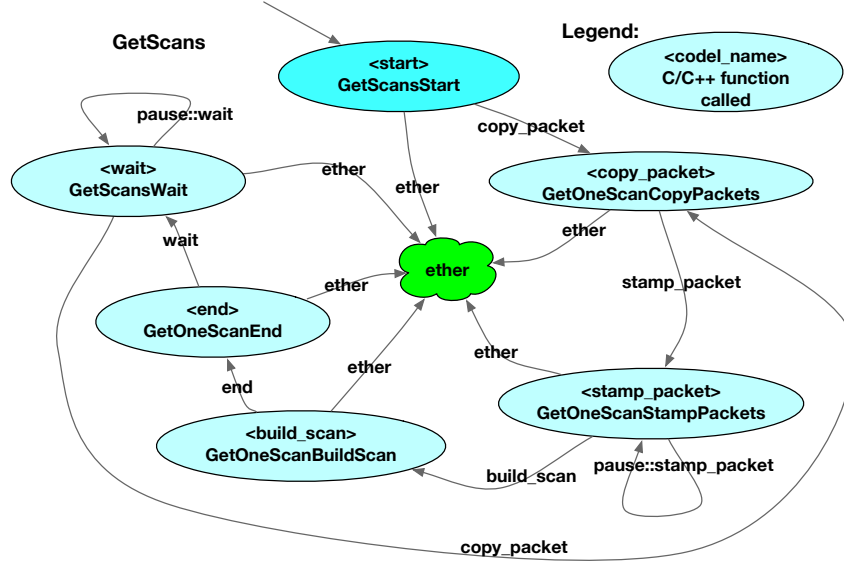 GetScans
Legend:
<start>
GetScansStart
<codel_name>
C/C++ function
called
pause::wait
copy_packet
<wait>
GetScansWait
ether
ether
<copy_packet>
GetOneScanCopyPackets
ether
wait
ether
ether
stamp_packet
<end>
GetOneScanEnd
ether
ether
end
<stamp_packet>
GetOneScanStampPackets
<build_scan>
GetOneScanBuildScan
pause::stamp_packet
build_scan
copy_packet